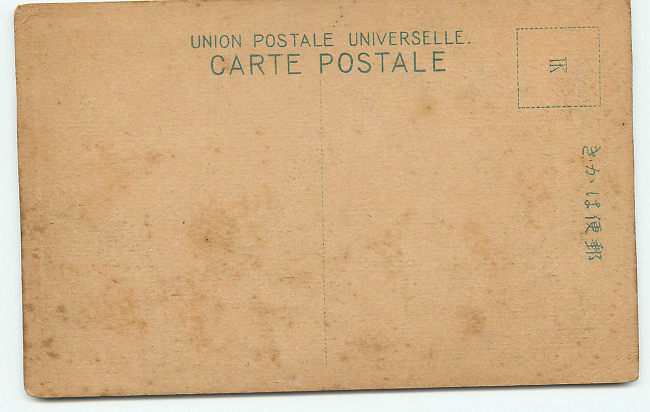 UNION POSTALE UNIVERSELLE.
CARTE POSTALE
郵便はかき